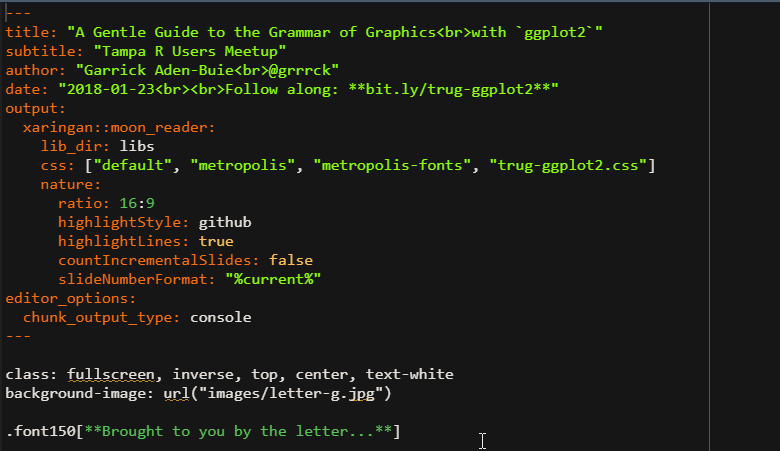 ---
title: "A Gentle Guide to the Grammar of Graphics<br>with `ggplot2`"
subtitle: "Tampa R Users Meetup"
author: "Garrick Aden-Buie<br>@grrrck"
date: "2018-01-23<br><br>Follow along: **bit.ly/trug-ggplot2**"
output:
  xaringan::moon_reader:
    lib_dir: libs
    css: ["default", "metropolis", "metropolis-fonts", "trug-ggplot2.css"]
    nature:
      ratio: 16:9
      highlightStyle: github
      highlightLines: true
      countIncrementalSlides: false
      slideNumberFormat: "%current%"
editor_options:
  chunk_output_type: console
---
class: fullscreen, inverse, top, center, text-white
background-image: url("images/letter-g.jpg")
.font150[**Brought to you by the letter...**]